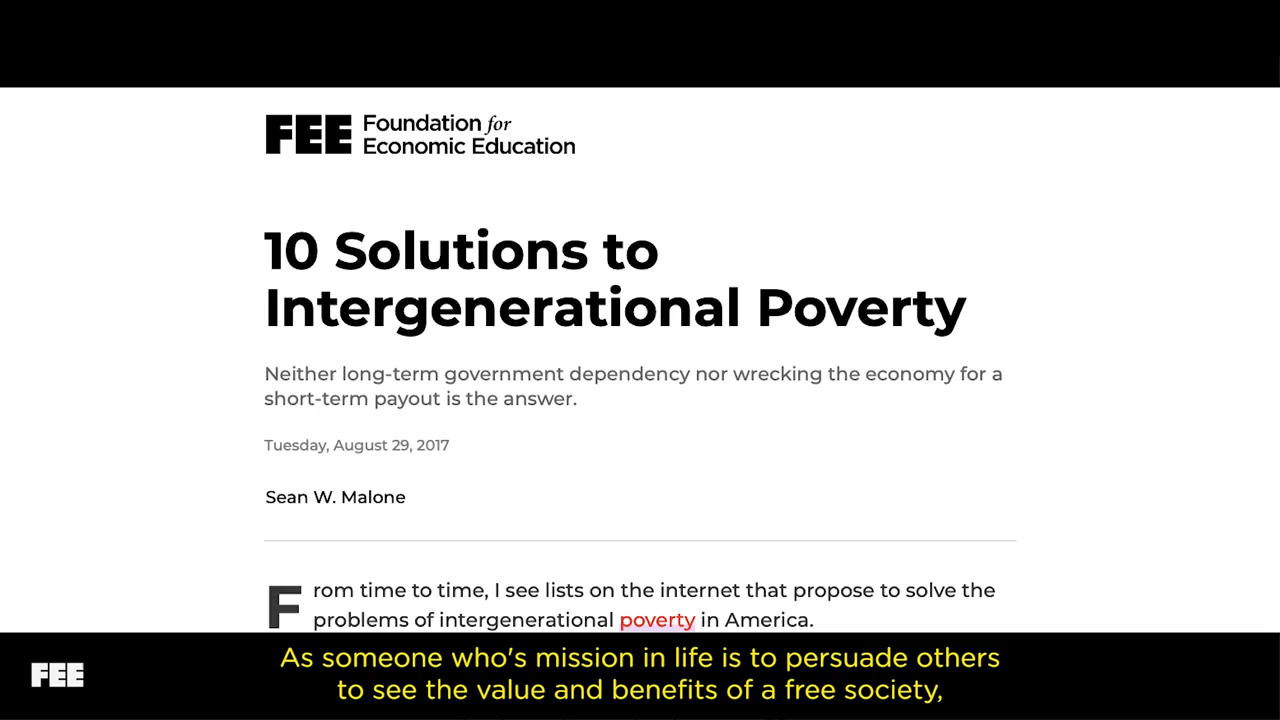 FEE Foundation for
Economic Education
10 Solutions to
Intergenerational Poverty
Neither long-term government dependency nor wrecking the economy for a
short-term payout is the answer.
Tuesday, August 29, 2017
Sean W. Malone
From time to time, I see lists on the internet that propose to solve the
problems of intergenerational poverty in America.
As someone who's mission in life is to persuade others
to see the value and benefits of a free society,
FEE